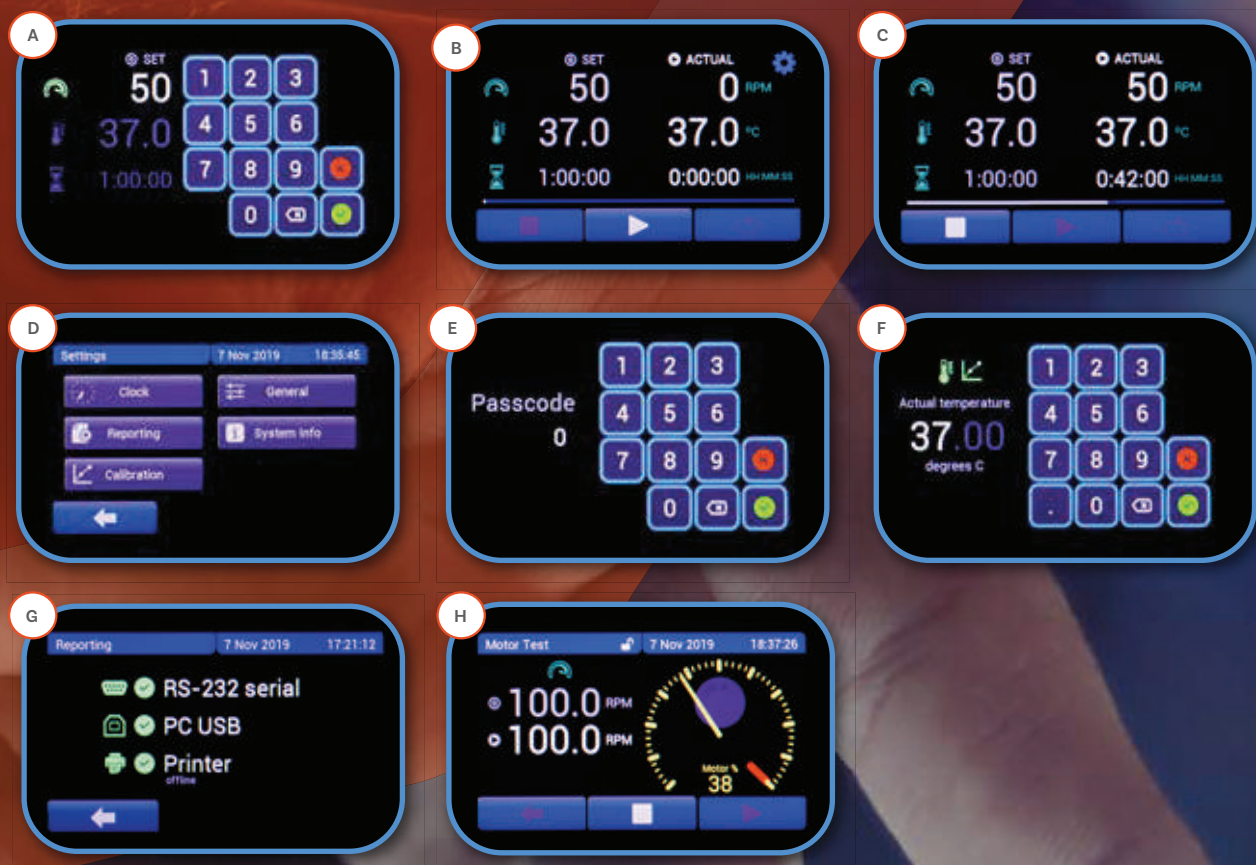 A
SET
50
37.0
1:00:00
1 2 3
4 5 6
7 8 9
0
B
SET ACTUAL
50 0 RPM
37.0 37.0 ºC
1:00:00 0:00:00 HH:MM:SS
C
SET ACTUAL
50 50 RPM
37.0 37.0 ºC
1:00:00 0:42:00 HH:MM:SS
D
Settings 7 Nov 2019 18:35:45
Clock General
Reporting System Info
Calibration
E
Passcode
0
1 2 3
4 5 6
7 8 9
0
F
Actual temperature
37.00
degrees C
1 2 3
4 5 6
7 8 9
. 0
G
Reporting 7 Nov 2019 17:21:12
RS-232 serial
PC USB
Printer
offline
H
Motor Test 7 Nov 2019 18:37:26
100.0 RPM
100.0 RPM
Motor %
38